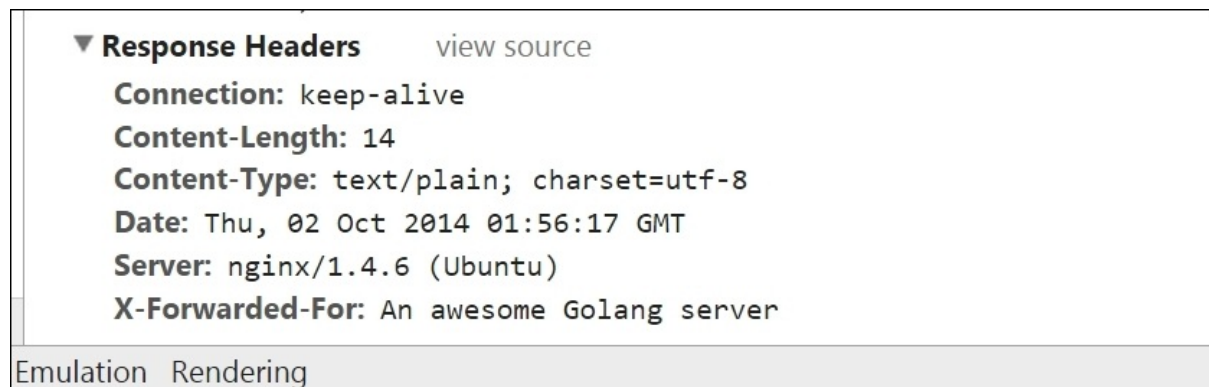 ▼ Response Headers view source
Connection: keep-alive
Content-Length: 14
Content-Type: text/plain; charset=utf-8
Date: Thu, 02 Oct 2014 01:56:17 GMT
Server: nginx/1.4.6 (Ubuntu)
X-Forwarded-For: An awesome Golang server
Emulation Rendering